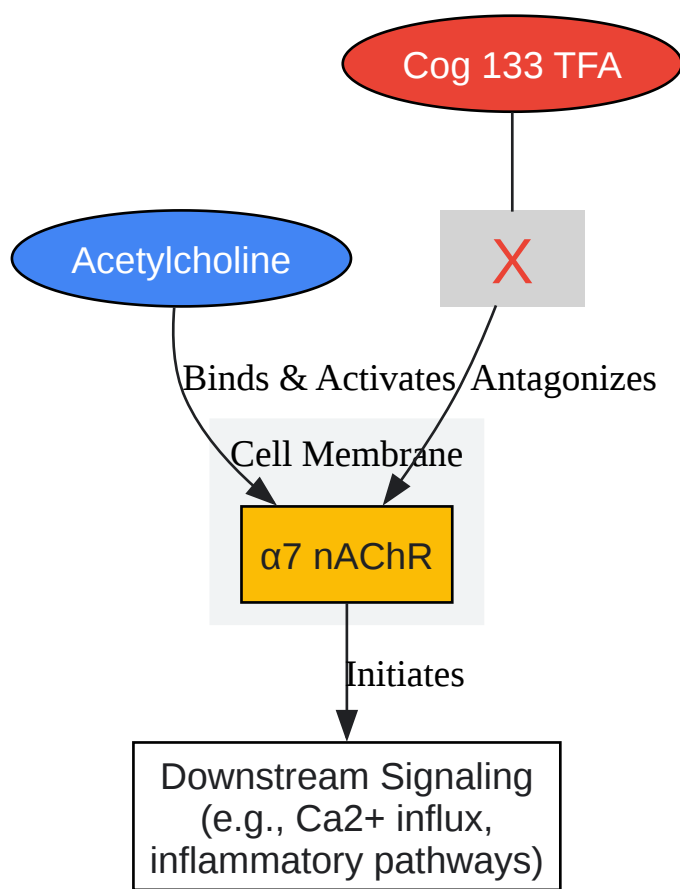 Cog 133 TFA
Acetylcholine
X
Binds & Activates
Antagonizes
Cell Membrane
α7 nAChR
Initiates
Downstream Signaling
(e.g., Ca2+ influx,
inflammatory pathways)